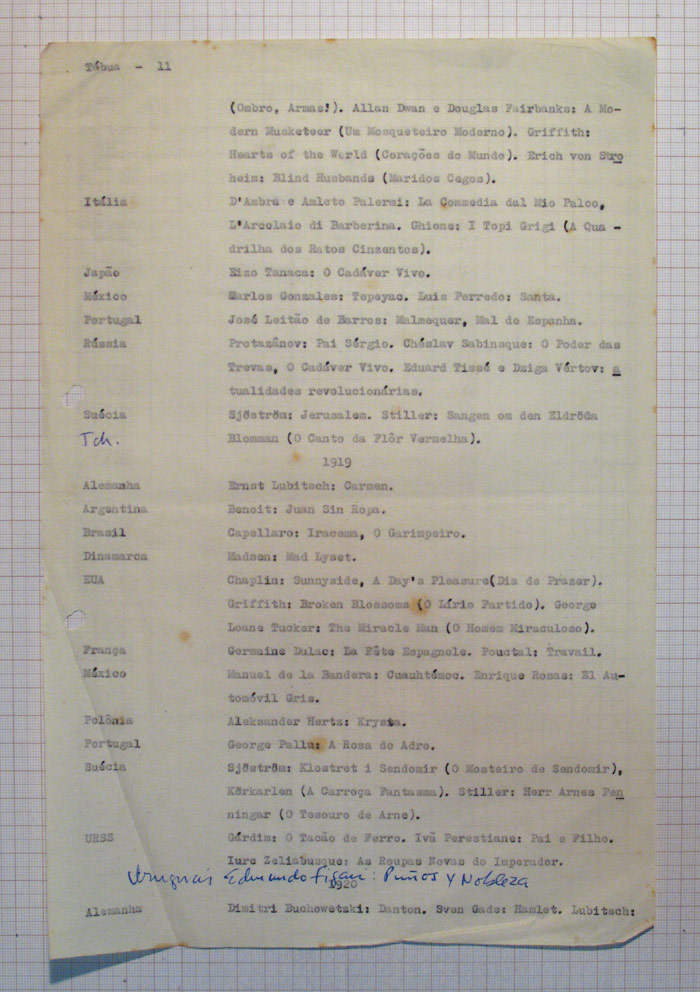 Tábua - 11
(Ombro, Armas!). Allan Dwan e Douglas Fairbanks: A Mo-
dern Musketeer (Um Mosqueteiro Moderno). Griffith:
Hearts of the World (Corações do Mundo). Erich von Stro
heim: Blind Husbands (Maridos Cegos).
Itália D'Ambra e Amleto Palermi: La Commedia dal Mio Palco,
L'Arcolaio di Barberina. Ghione: I Topi Grigi (A Qua -
drilha dos Ratos Cinzentos).
Japão Eizo Tanaca: O Cadáver Vivo.
México Carlos Gonzales: Tepeyac. Luis Perredo: Santa.
Portugal José Leitão de Barros: Malmequer, Mal de Espanha.
Rússia Protazânov: Pai Sérgio. Chéslav Sabinsque: O Poder das
Trevas, O Cadáver Vivo. Eduard Tissé e Dziga Vértov: a
tualidades revolucionárias.
Suécia Sjöström: Jerusalem. Stiller: Sangen om den Eldröda
Tch. Blomman (O Canto da Flôr Vermelha).
1919
Alemanha Ernst Lubitsch: Carmen.
Argentina Benoit: Juan Sin Ropa.
Brasil Capellaro: Iracema, O Garimpeiro.
Dinamarca Madsen: Mad Lyset.
EUA Chaplin: Sunnyside, A Day's Pleasure(Dia de Prazer).
Griffith: Broken Blossoms (O Lírio Partido). George
Loane Tucker: The Miracle Man (O Homem Miraculoso).
França Germaine Dulac: La Fête Espagnole. Pouctal: Travail.
México Manuel de la Bandera: Cuauhtémoc. Enrique Rosas: El Au-
tomóvil Gris.
Polônia Aleksander Hertz: Krysta.
Portugal George Pallu: A Rosa do Adro.
Suécia Sjöström: Klostret i Sendomir (O Mosteiro de Sendomir),
Körkarlen (A Carroça Fantasma). Stiller: Herr Arnes Pen
ningar (O Tesouro de Arne).
URSS Gárdin: O Tacão de Ferro. Ivã Perestiane: Pai e Filho.
Iure Zeliabusque: As Roupas Novas do Imperador.
Uruguais Edmundo Figari: Puños y Nobleza
1920
Alemanha Dimitri Buchowetski: Danton. Sven Gade: Hamlet. Lubitsch: